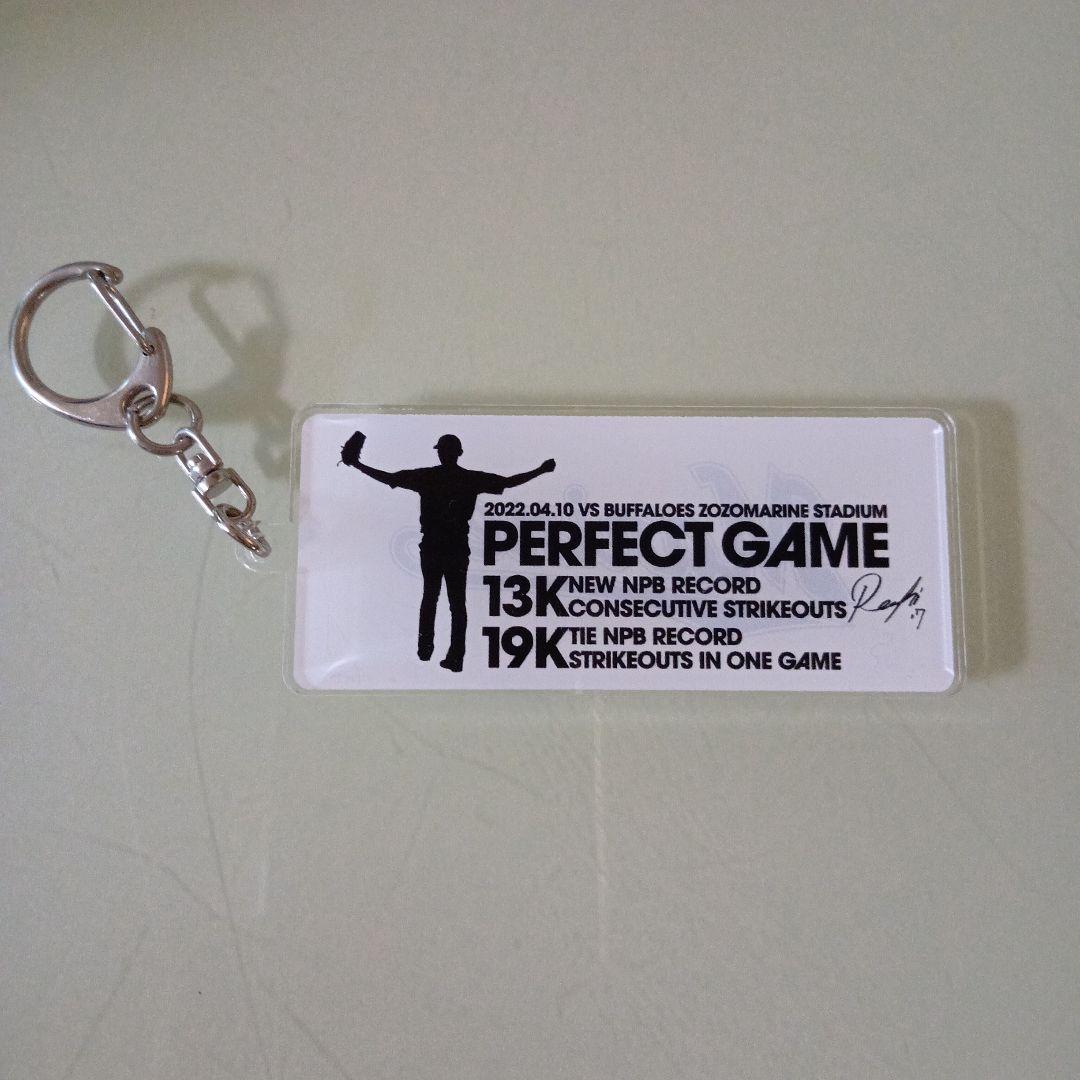 2022.04.10 VS BUFFALOES ZOZOMARINE STADIUM
PERFECT GAME
13K NEW NPB RECORD
CONSECUTIVE STRIKEOUTS
19K TIE NPB RECORD
STRIKEOUTS IN ONE GAME